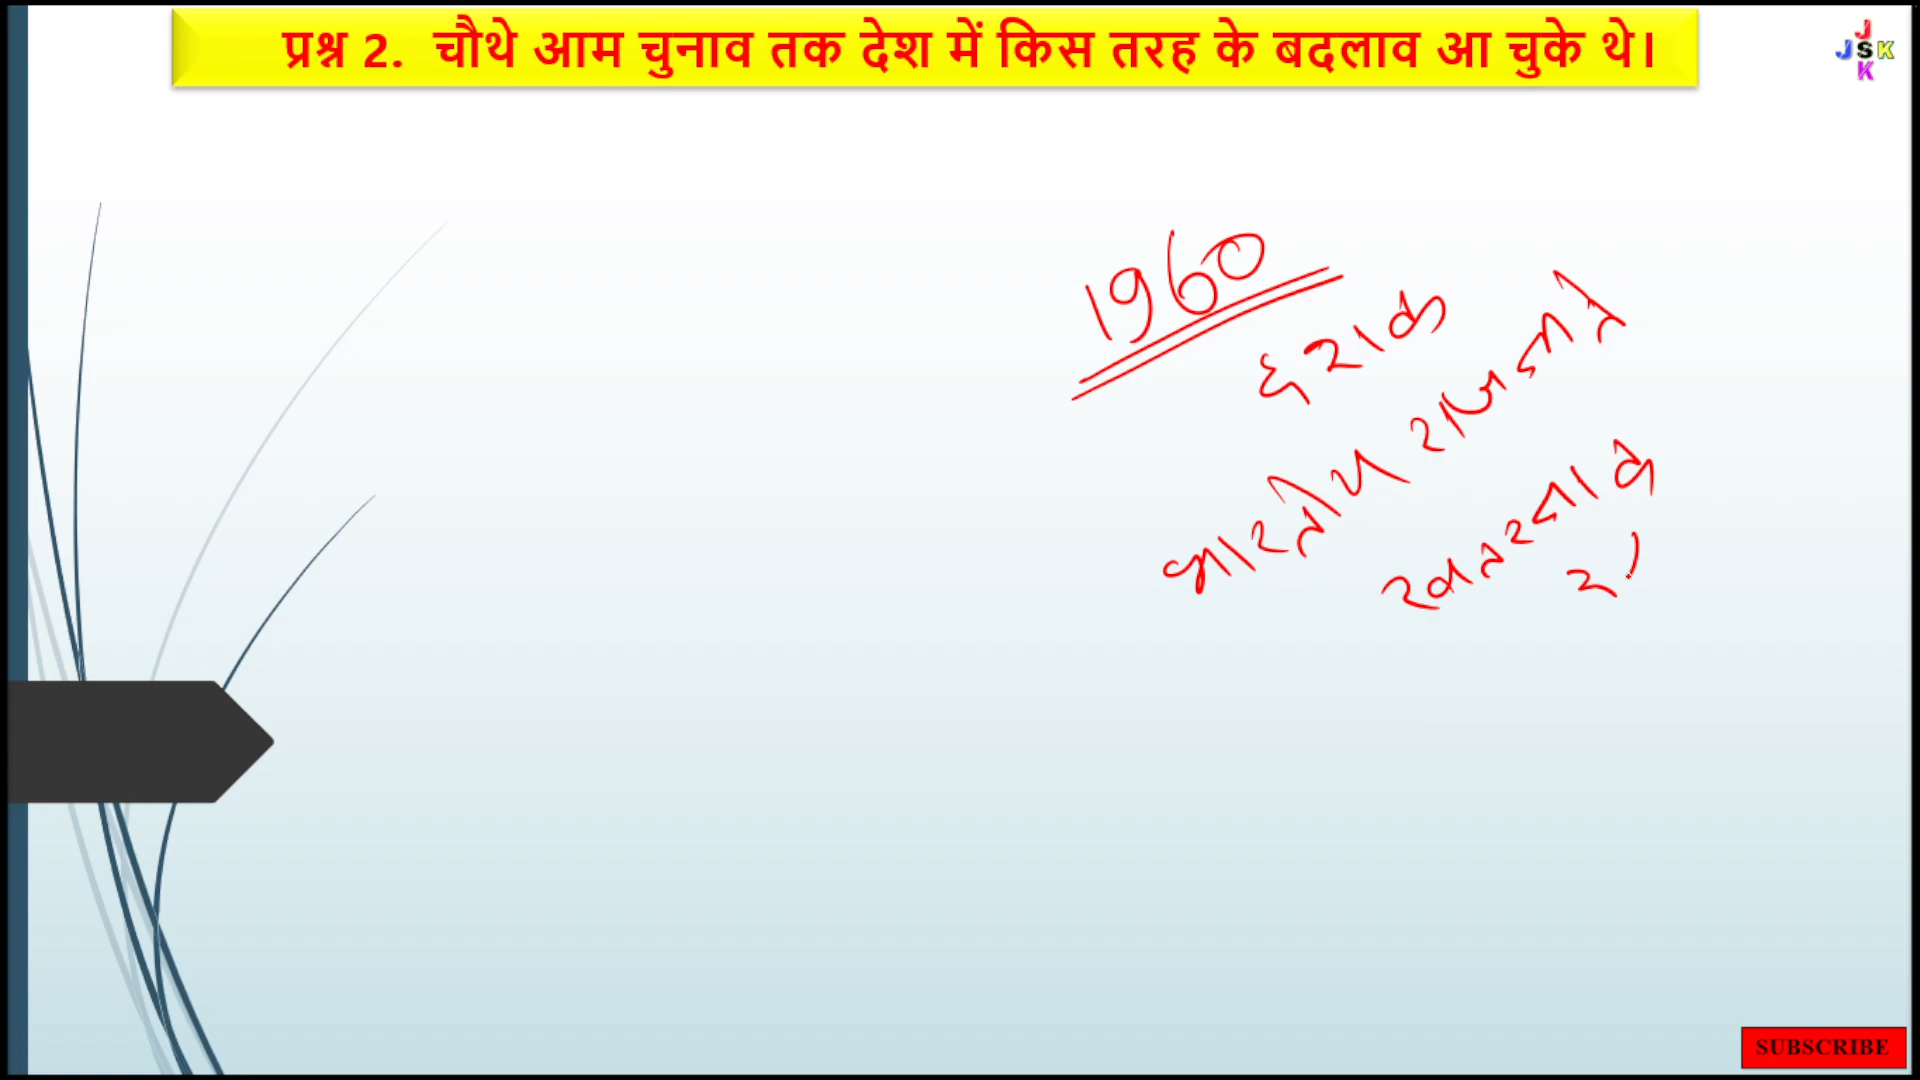 प्रश्न 2. चौथे आम चुनाव तक देश में किस तरह के बदलाव आ चुके थे।
J
JSK
K
1960
दशक
भारतीय राजनीति
खतरनाक
SUBSCRIBE